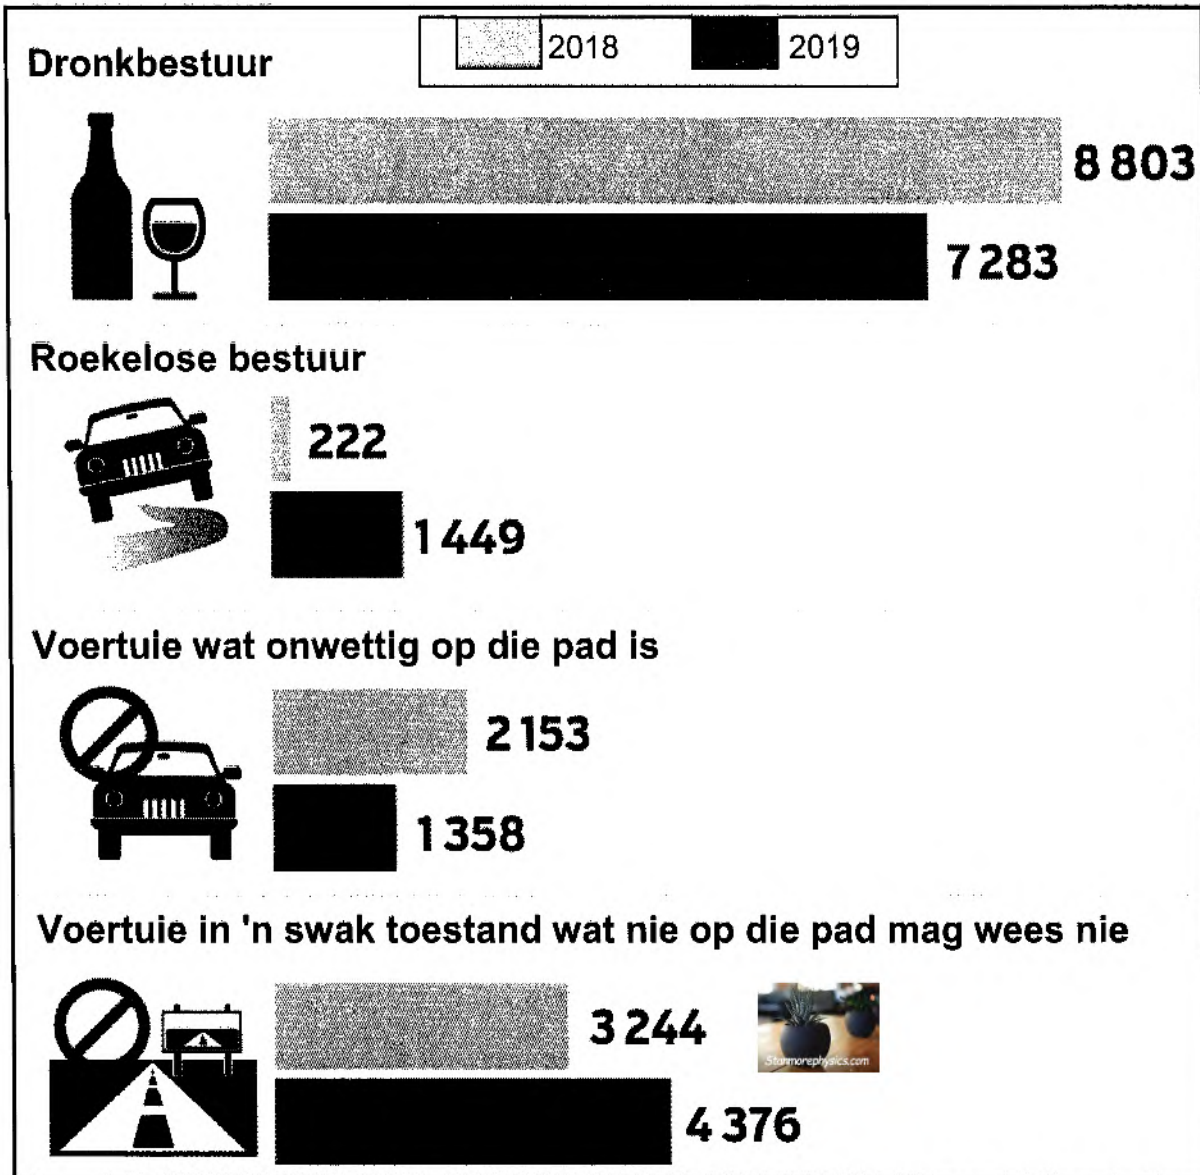 Dronkbestuur
2018 2019
8 803
7 283
Roekelose bestuur
222
1 449
Voertuie wat onwettig op die pad is
2 153
1 358
Voertuie in 'n swak toestand wat nie op die pad mag wees nie
3 244
Stanmorephysics.com
4 376